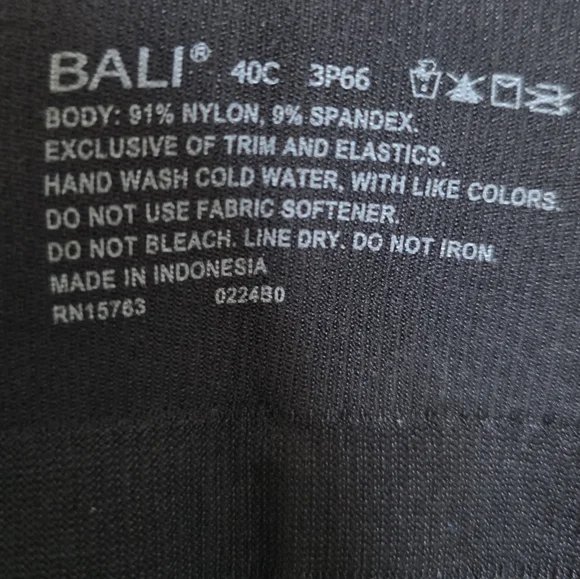 BALI® 40C 3P66
BODY: 91% NYLON, 9% SPANDEX.
EXCLUSIVE OF TRIM AND ELASTICS.
HAND WASH COLD WATER, WITH LIKE COLORS.
DO NOT USE FABRIC SOFTENER.
DO NOT BLEACH. LINE DRY. DO NOT IRON.
MADE IN INDONESIA
RN15763 0224B0